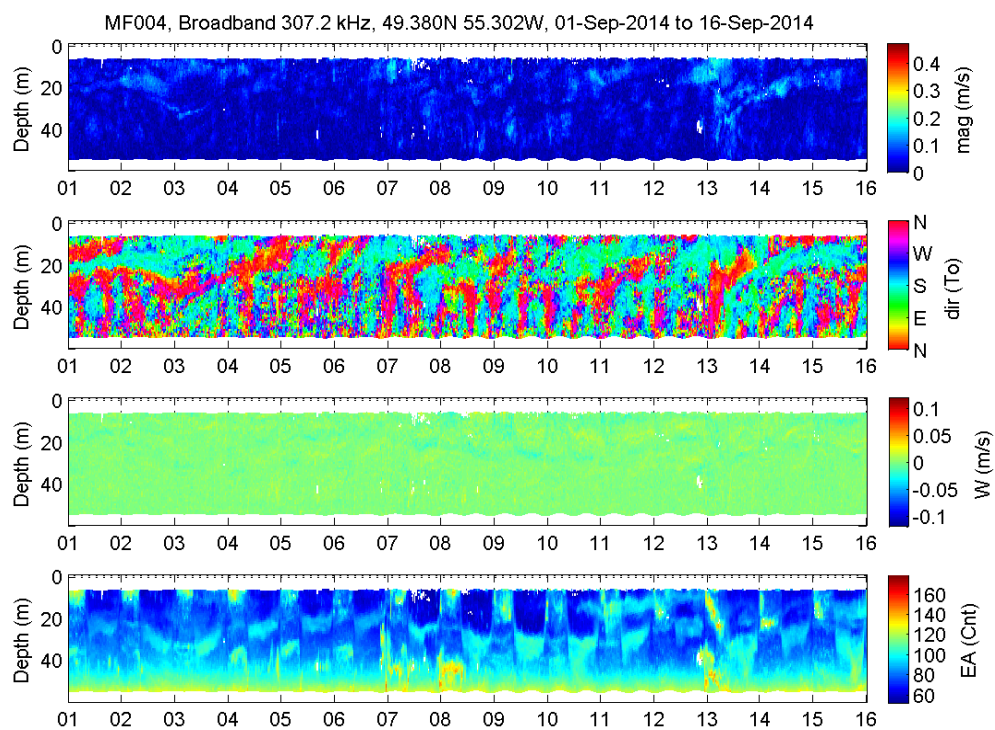 MF004, Broadband 307.2 kHz, 49.380N 55.302W, 01-Sep-2014 to 16-Sep-2014
0
20
40
Depth (m)
01 02 03 04 05 06 07 08 09 10 11 12 13 14 15 16
0.4
0.3
0.2
0.1
0
mag (m/s)
0
20
40
Depth (m)
01 02 03 04 05 06 07 08 09 10 11 12 13 14 15 16
N
W
S
E
N
dir (To)
0
20
40
Depth (m)
01 02 03 04 05 06 07 08 09 10 11 12 13 14 15 16
0.1
0.05
0
-0.05
-0.1
W (m/s)
0
20
40
Depth (m)
01 02 03 04 05 06 07 08 09 10 11 12 13 14 15 16
160
140
120
100
80
60
EA (Cnt)